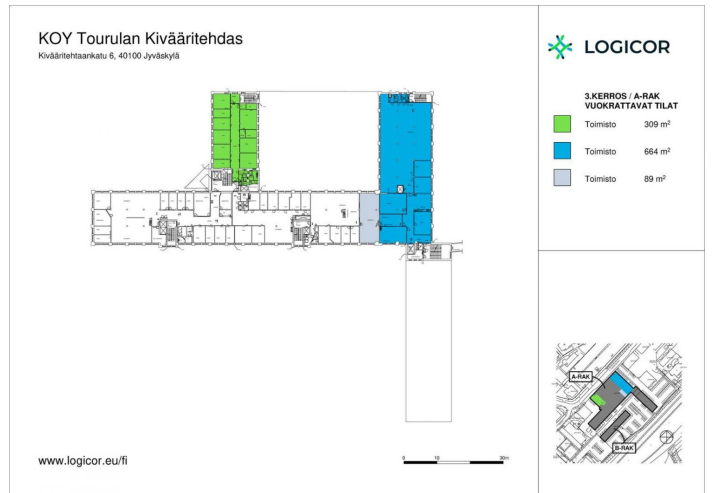 KOY Tourulan Kivääritehdas
Kivääritehtaankatu 6, 40100 Jyväskylä
LOGICOR
3.KERROS / A-RAK
VUOKRATTAVAT TILAT
Toimisto 309 m²
Toimisto 664 m²
Toimisto 89 m²
A-RAK
B-RAK
www.logicor.eu/fi
0 10 20m